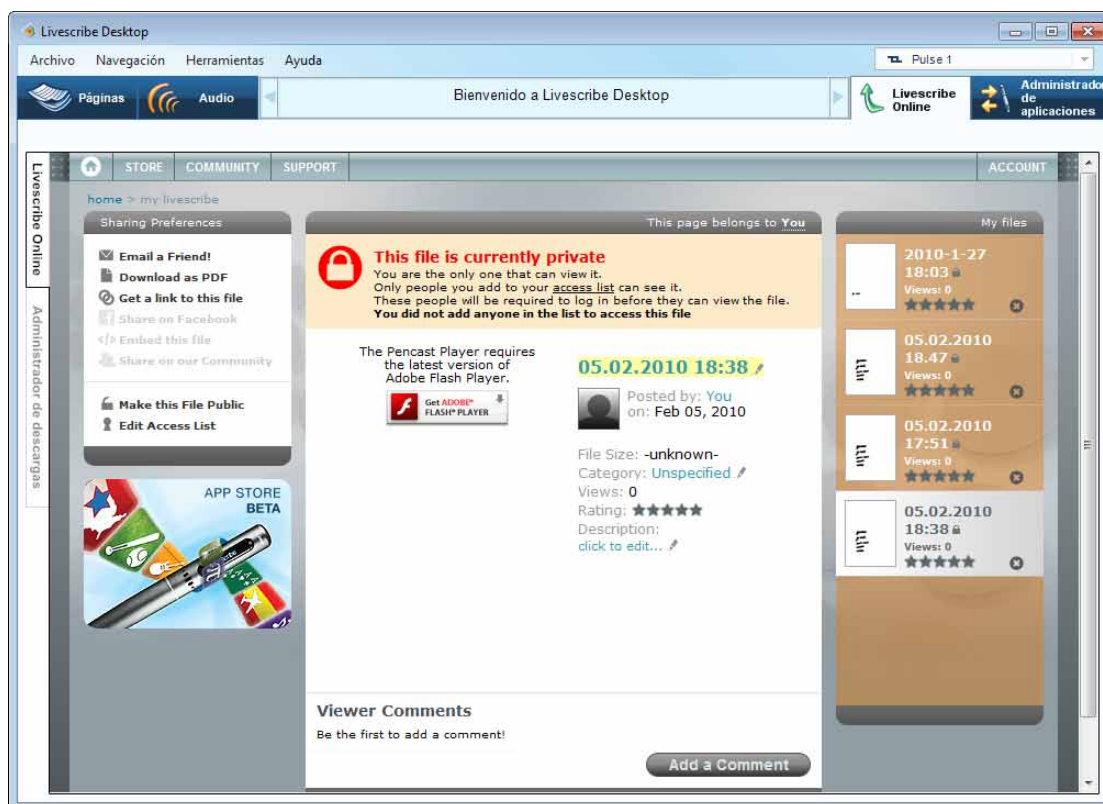 Livescribe Desktop
Archivo Navegación Herramientas Ayuda
Pulse 1
Páginas
Audio
Bienvenido a Livescribe Desktop
Livescribe
Online
Administrador
de
aplicaciones
Livescribe Online
Administrador de descargas
STORE COMMUNITY SUPPORT
ACCOUNT
home > my livescribe
Sharing Preferences
Email a Friend!
Download as PDF
Get a link to this file
Share on Facebook
Embed this file
Share on our Community
Make this File Public
Edit Access List
APP STORE
BETA
This page belongs to You
This file is currently private
You are the only one that can view it.
Only people you add to your access list can see it.
These people will be required to log in before they can view the file.
You did not add anyone in the list to access this file
The Pencast Player requires
the latest version of
Adobe Flash Player.
Get ADOBE®
FLASH® PLAYER
05.02.2010 18:38
Posted by: You
on: Feb 05, 2010
File Size: -unknown-
Category: Unspecified
Views: 0
Rating:
Description:
click to edit...
Viewer Comments
Be the first to add a comment!
Add a Comment
My files
2010-1-27
18:03
Views: 0
05.02.2010
18.47
Views: 0
05.02.2010
17:51
Views: 0
05.02.2010
18:38
Views: 0